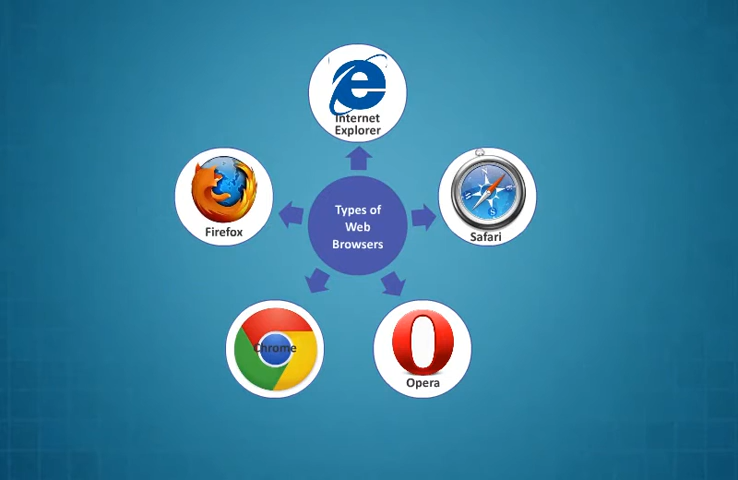 Internet
Explorer
Firefox
Types of
Web
Browsers
Safari
Chrome
Opera